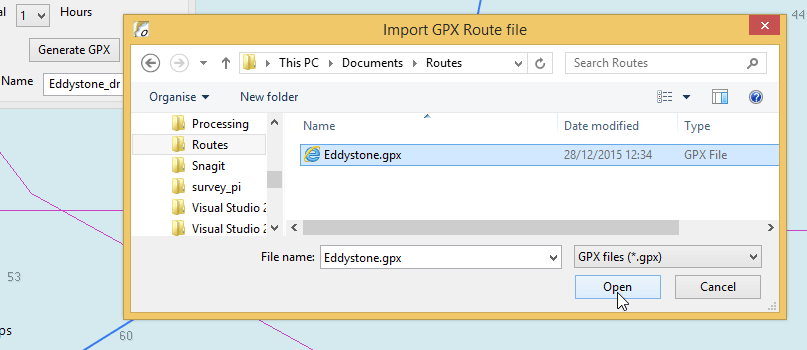 al 1 Hours
Generate GPX
Name Eddystone_dr
Import GPX Route file
This PC Documents Routes
Search Routes
Organise New folder
Name Date modified Type
Processing
Routes
Snagit
survey_pi
Visual Studio 2
Visual Studio 2
Eddystone.gpx 28/12/2015 12:34 GPX File
File name: Eddystone.gpx GPX files (*.gpx)
Open Cancel
44
53
ps
60